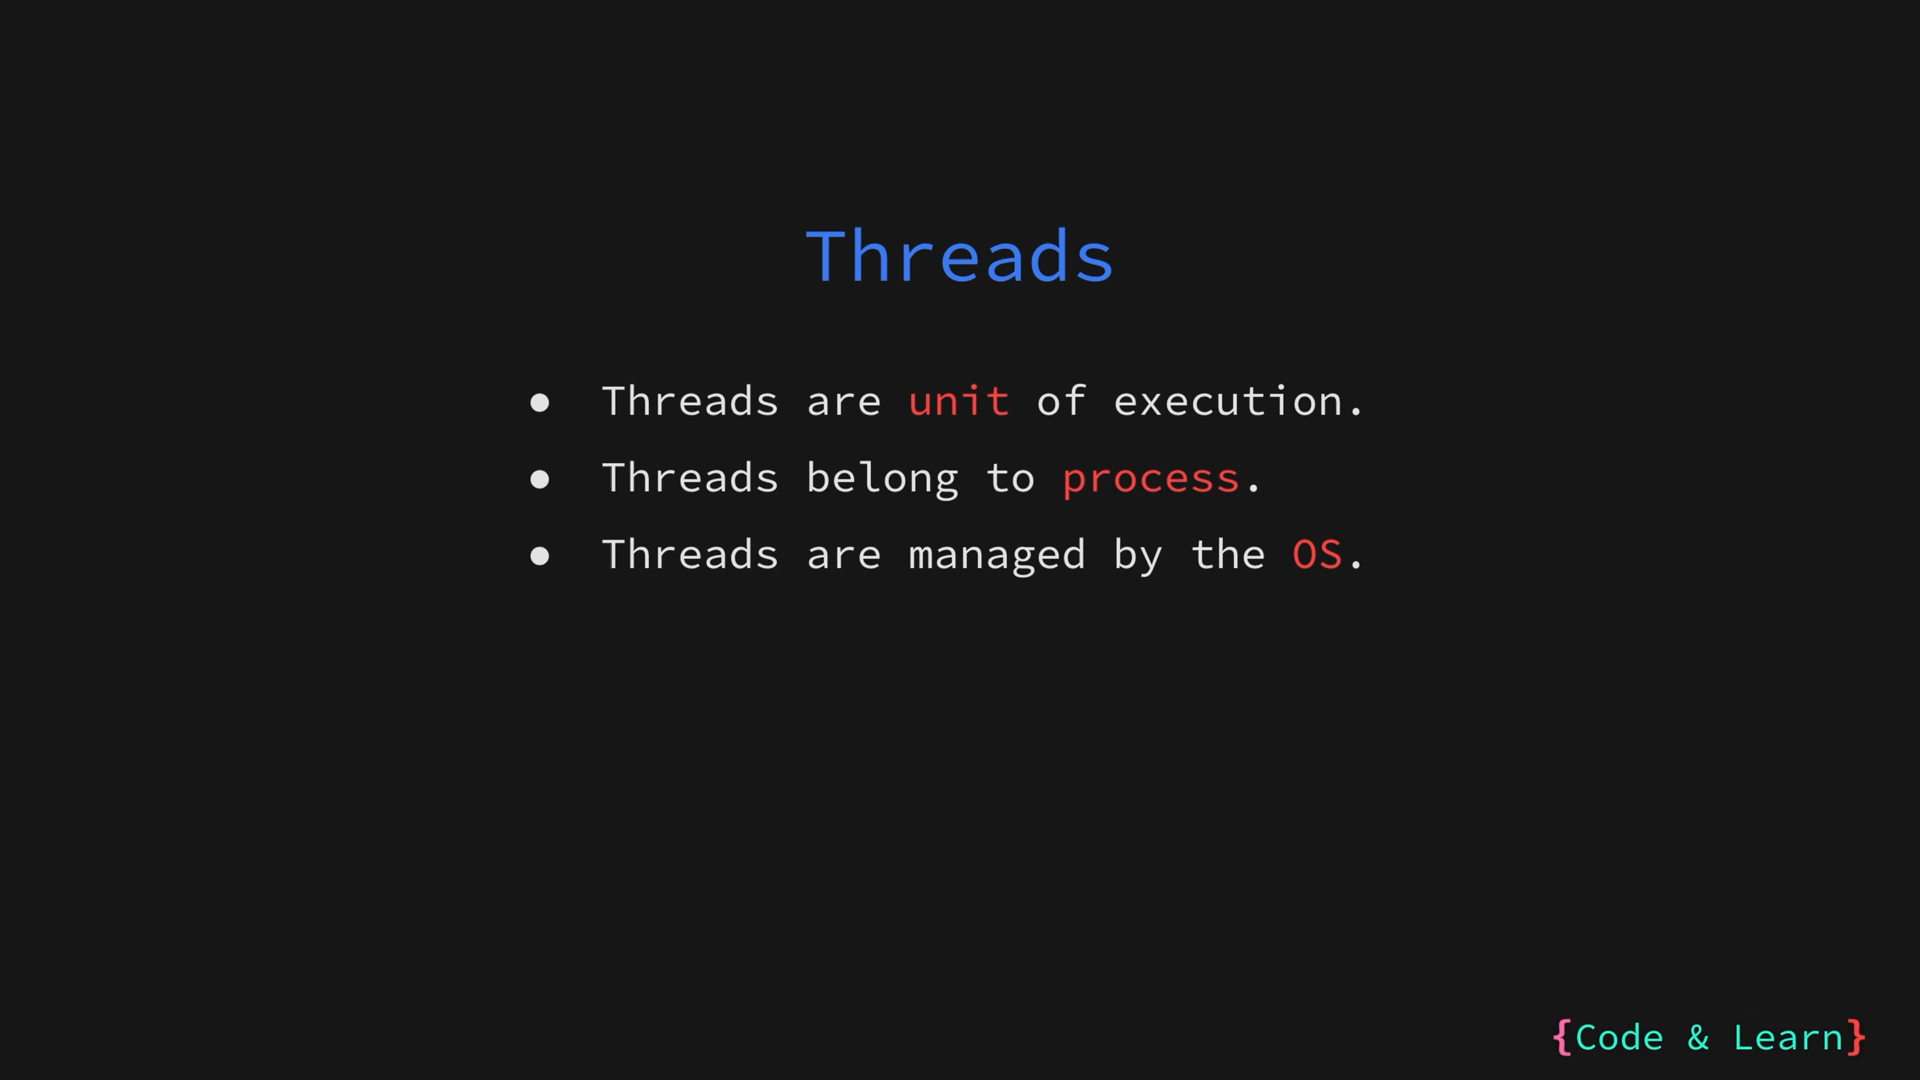 Threads
● Threads are unit of execution.
● Threads belong to process.
● Threads are managed by the OS.
{Code & Learn}